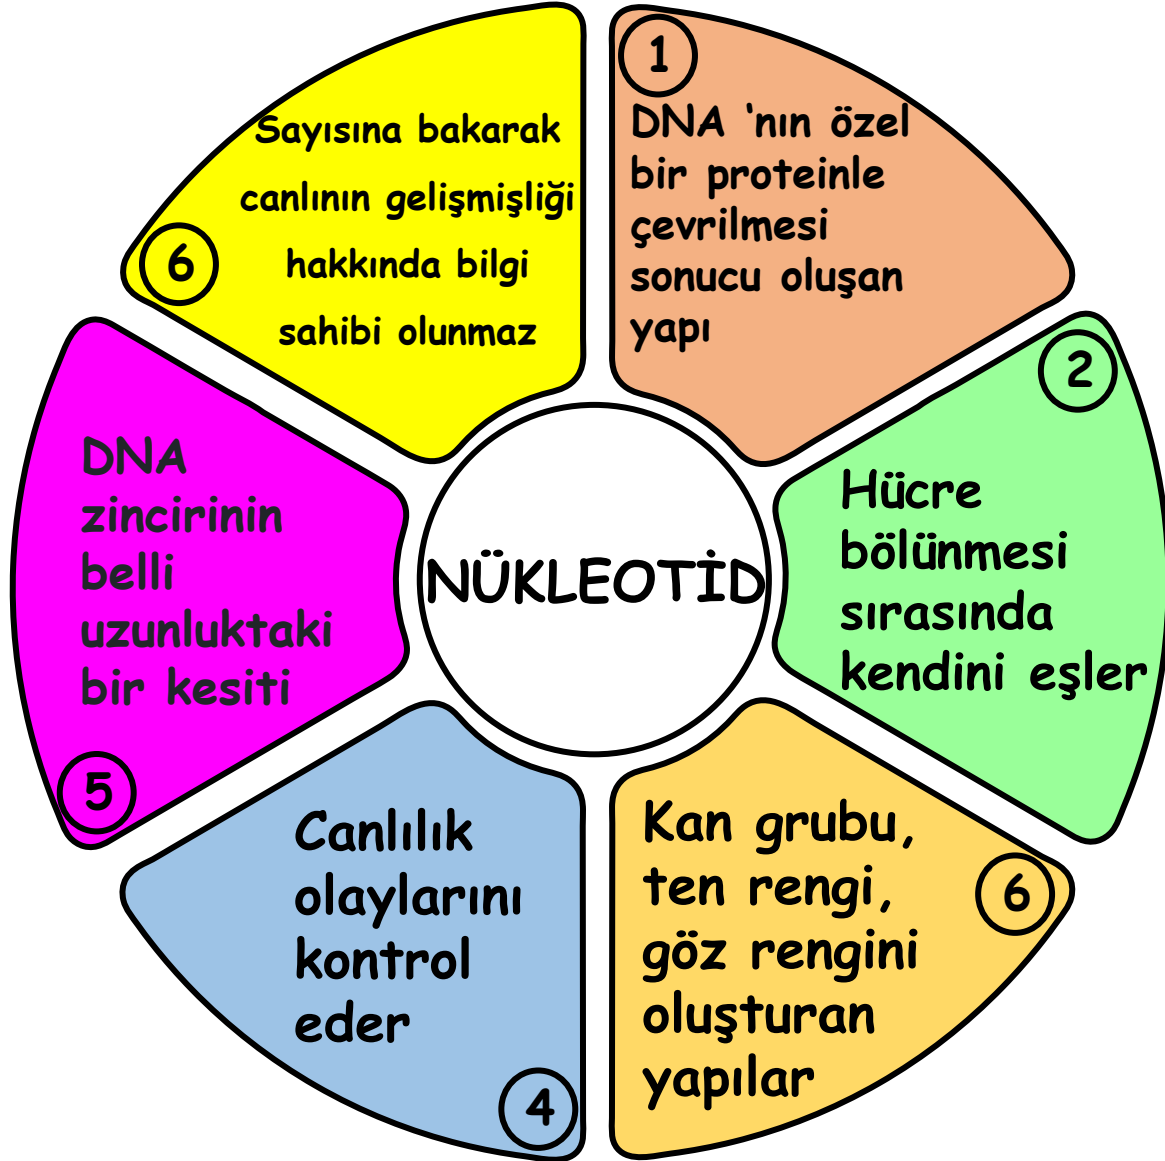 1
DNA ‘nın özel
bir proteinle
çevrilmesi
sonucu oluşan
yapı
2
Hücre
bölünmesi
sırasında
kendini eşler
6
Kan grubu,
ten rengi,
göz rengini
oluşturan
yapılar
4
Canlılık
olaylarını
kontrol
eder
5
DNA
zincirinin
belli
uzunluktaki
bir kesiti
6
Sayısına bakarak
canlının gelişmişliği
hakkında bilgi
sahibi olunmaz
NÜKLEOTİD